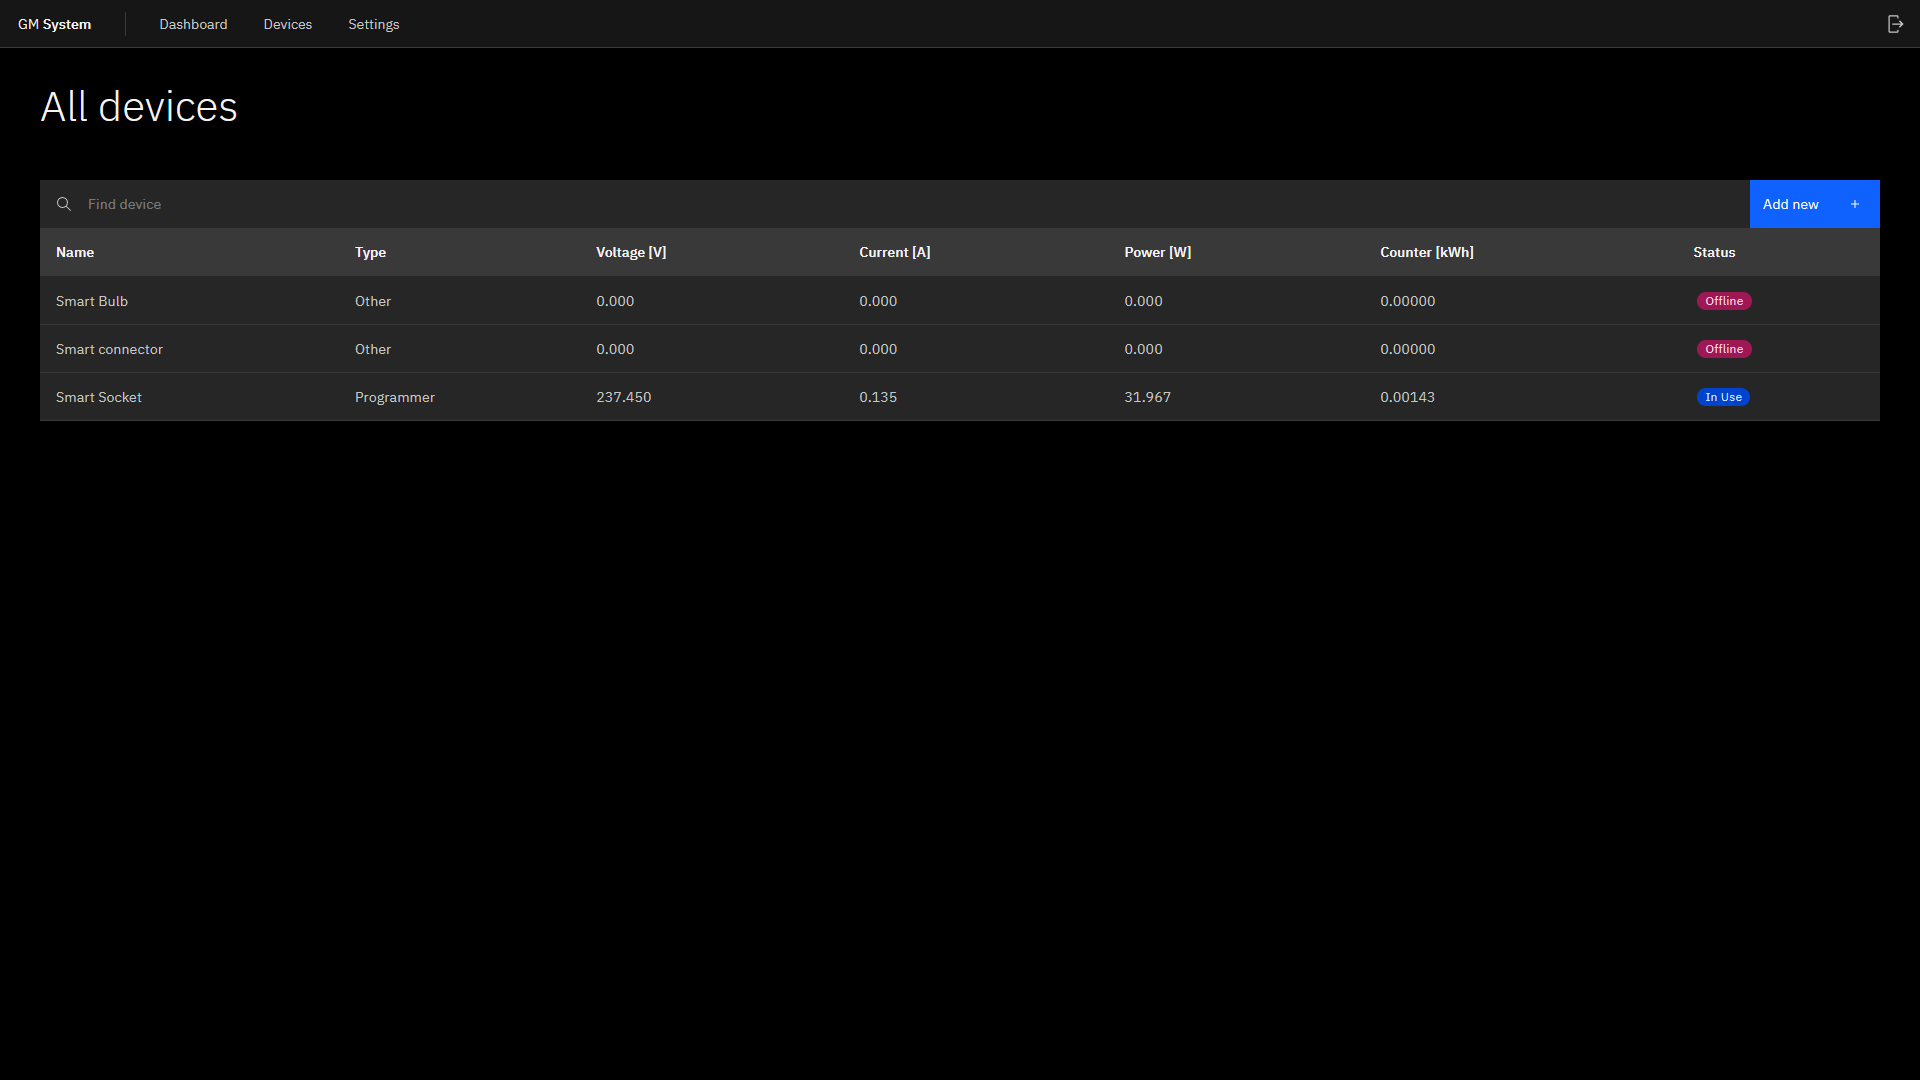 GM System Dashboard Devices Settings
All devices
Find device Add new +
Name Type Voltage [V] Current [A] Power [W] Counter [kWh] Status
Smart Bulb Other 0.000 0.000 0.000 0.00000 Offline
Smart connector Other 0.000 0.000 0.000 0.00000 Offline
Smart Socket Programmer 237.450 0.135 31.967 0.00143 In Use